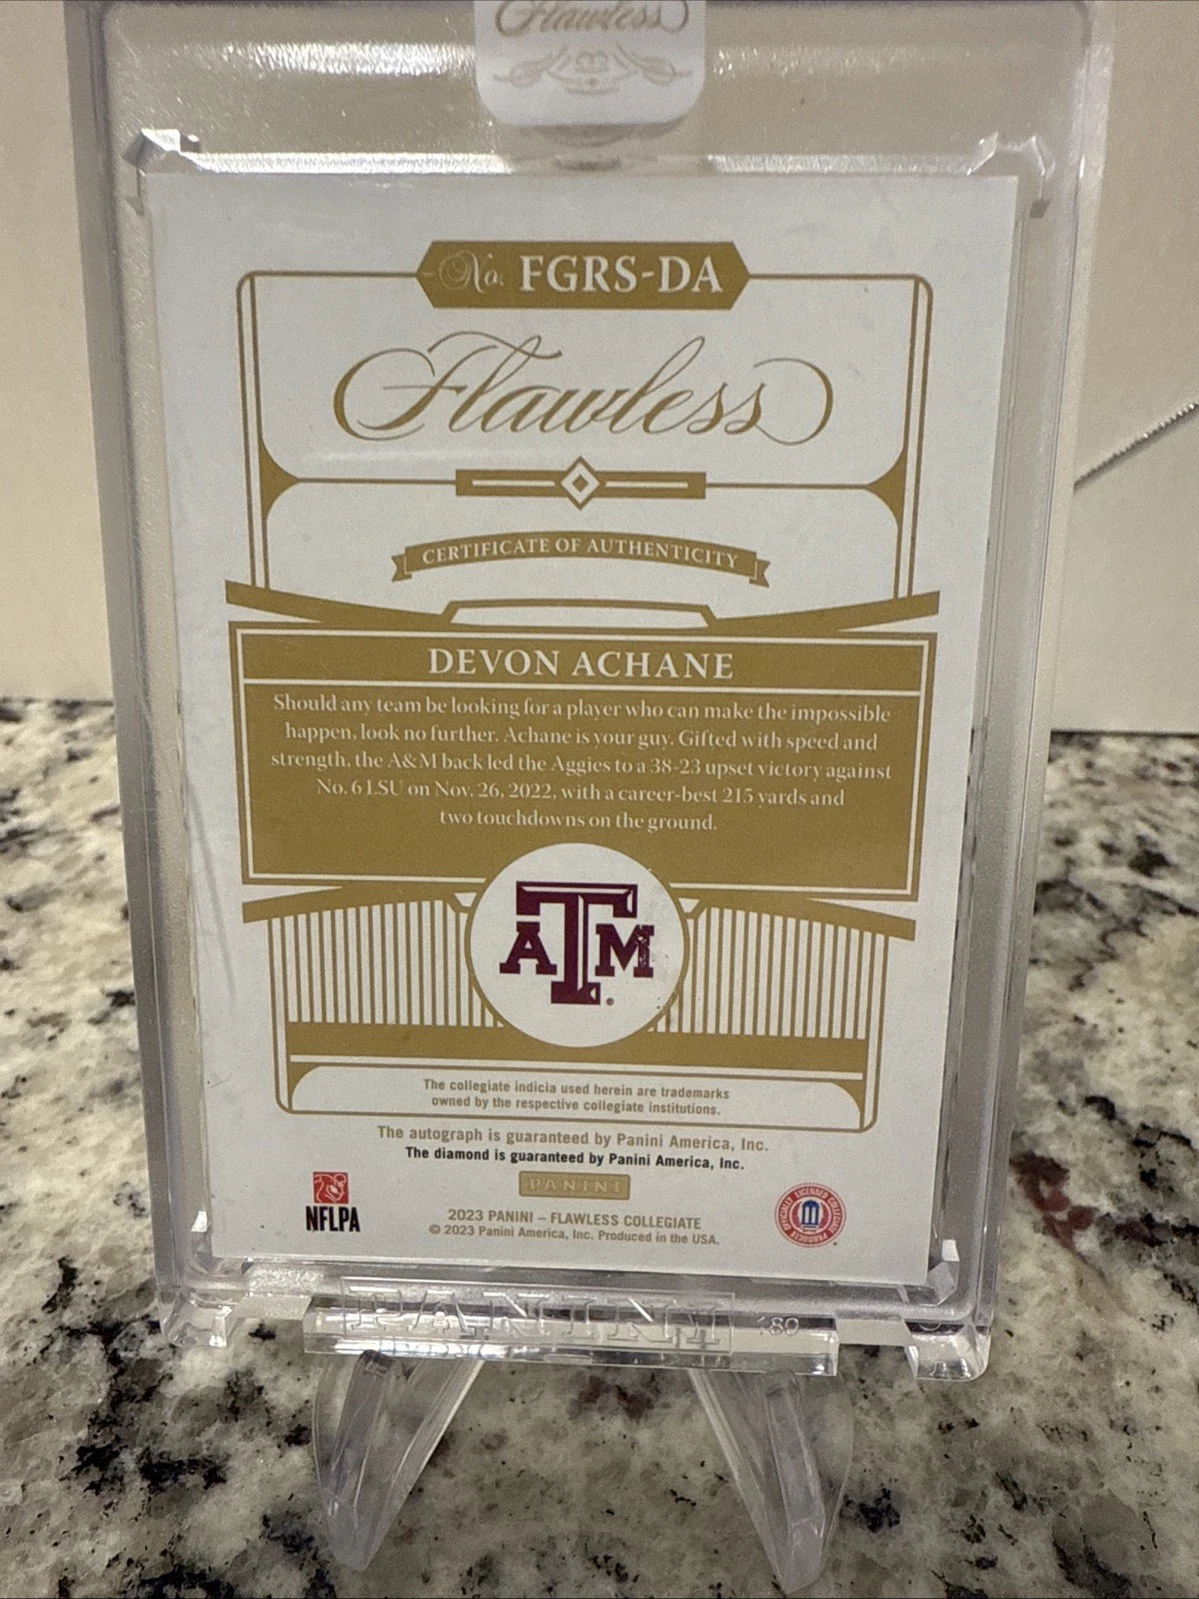 Flawless
No. FGRS-DA
Flawless
CERTIFICATE OF AUTHENTICITY
DEVON ACHANE
Should any team be looking for a player who can make the impossible
happen, look no further. Achane is your guy. Gifted with speed and
strength, the A&M back led the Aggies to a 38-23 upset victory against
No. 6 LSU on Nov. 26, 2022, with a career-best 215 yards and
two touchdowns on the ground.
ATM®
The collegiate indicia used herein are trademarks
owned by the respective collegiate institutions.
The autograph is guaranteed by Panini America, Inc.
The diamond is guaranteed by Panini America, Inc.
PANINI
NFLPA
2023 PANINI – FLAWLESS COLLEGIATE
© 2023 Panini America, Inc. Produced in the USA.
OFFICIALLY LICENSED COLLEGIATE PRODUCTS
PANINI
180